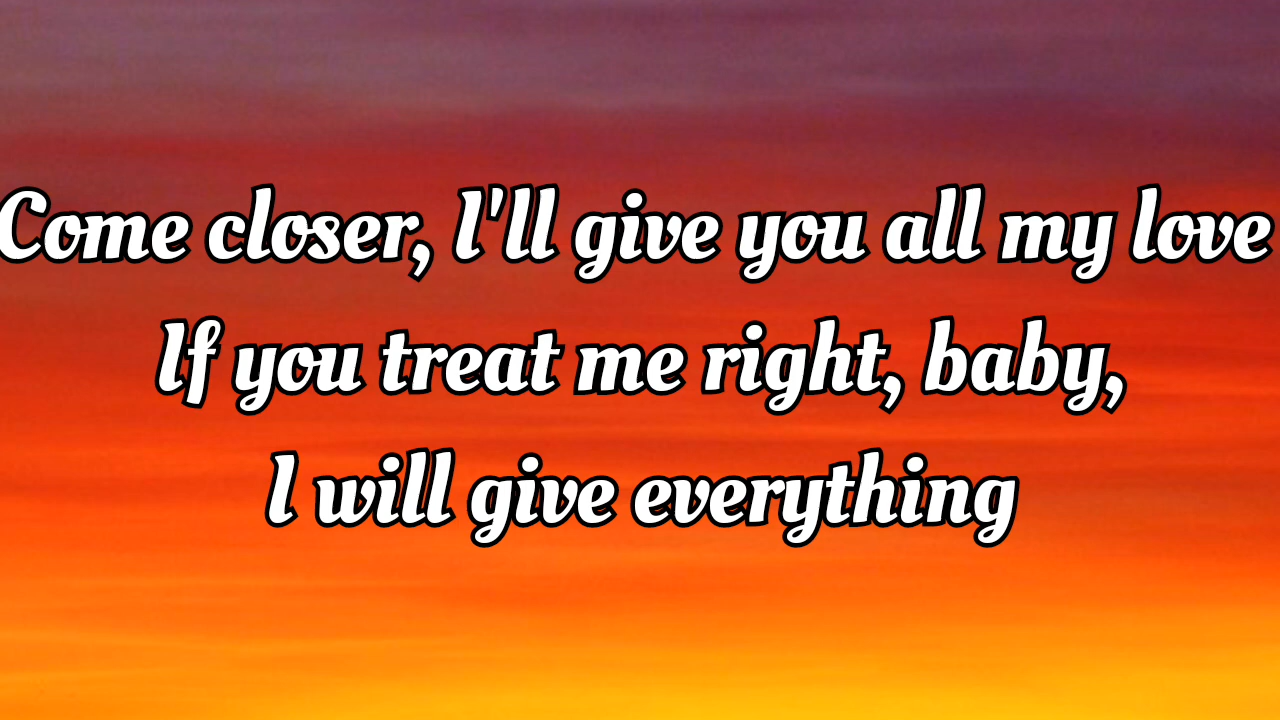 Come closer, I'll give you all my love
If you treat me right, baby,
I will give everything